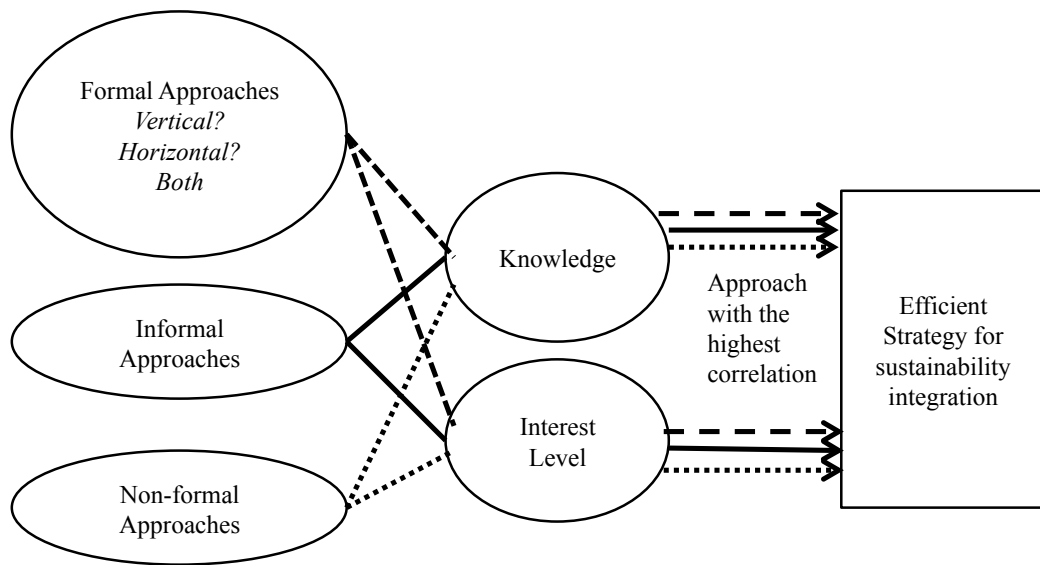 Formal Approaches
Vertical?
Horizontal?
Both
Informal
Approaches
Non-formal
Approaches
Knowledge
Interest
Level
Approach
with the
highest
correlation
Efficient
Strategy for
sustainability
integration